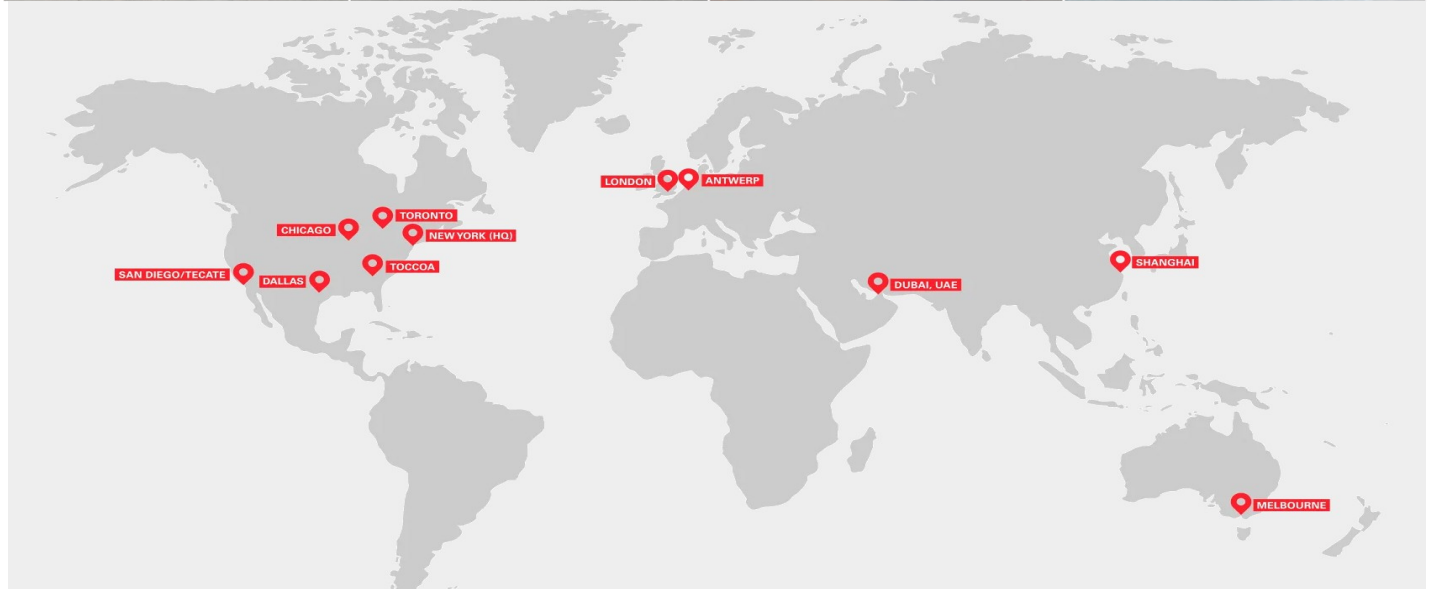 LONDON
ANTWERP
TORONTO
CHICAGO
NEW YORK (HQ)
TOCCOA
SAN DIEGO/TECATE
DALLAS
SHANGHAI
DUBAI, UAE
MELBOURNE